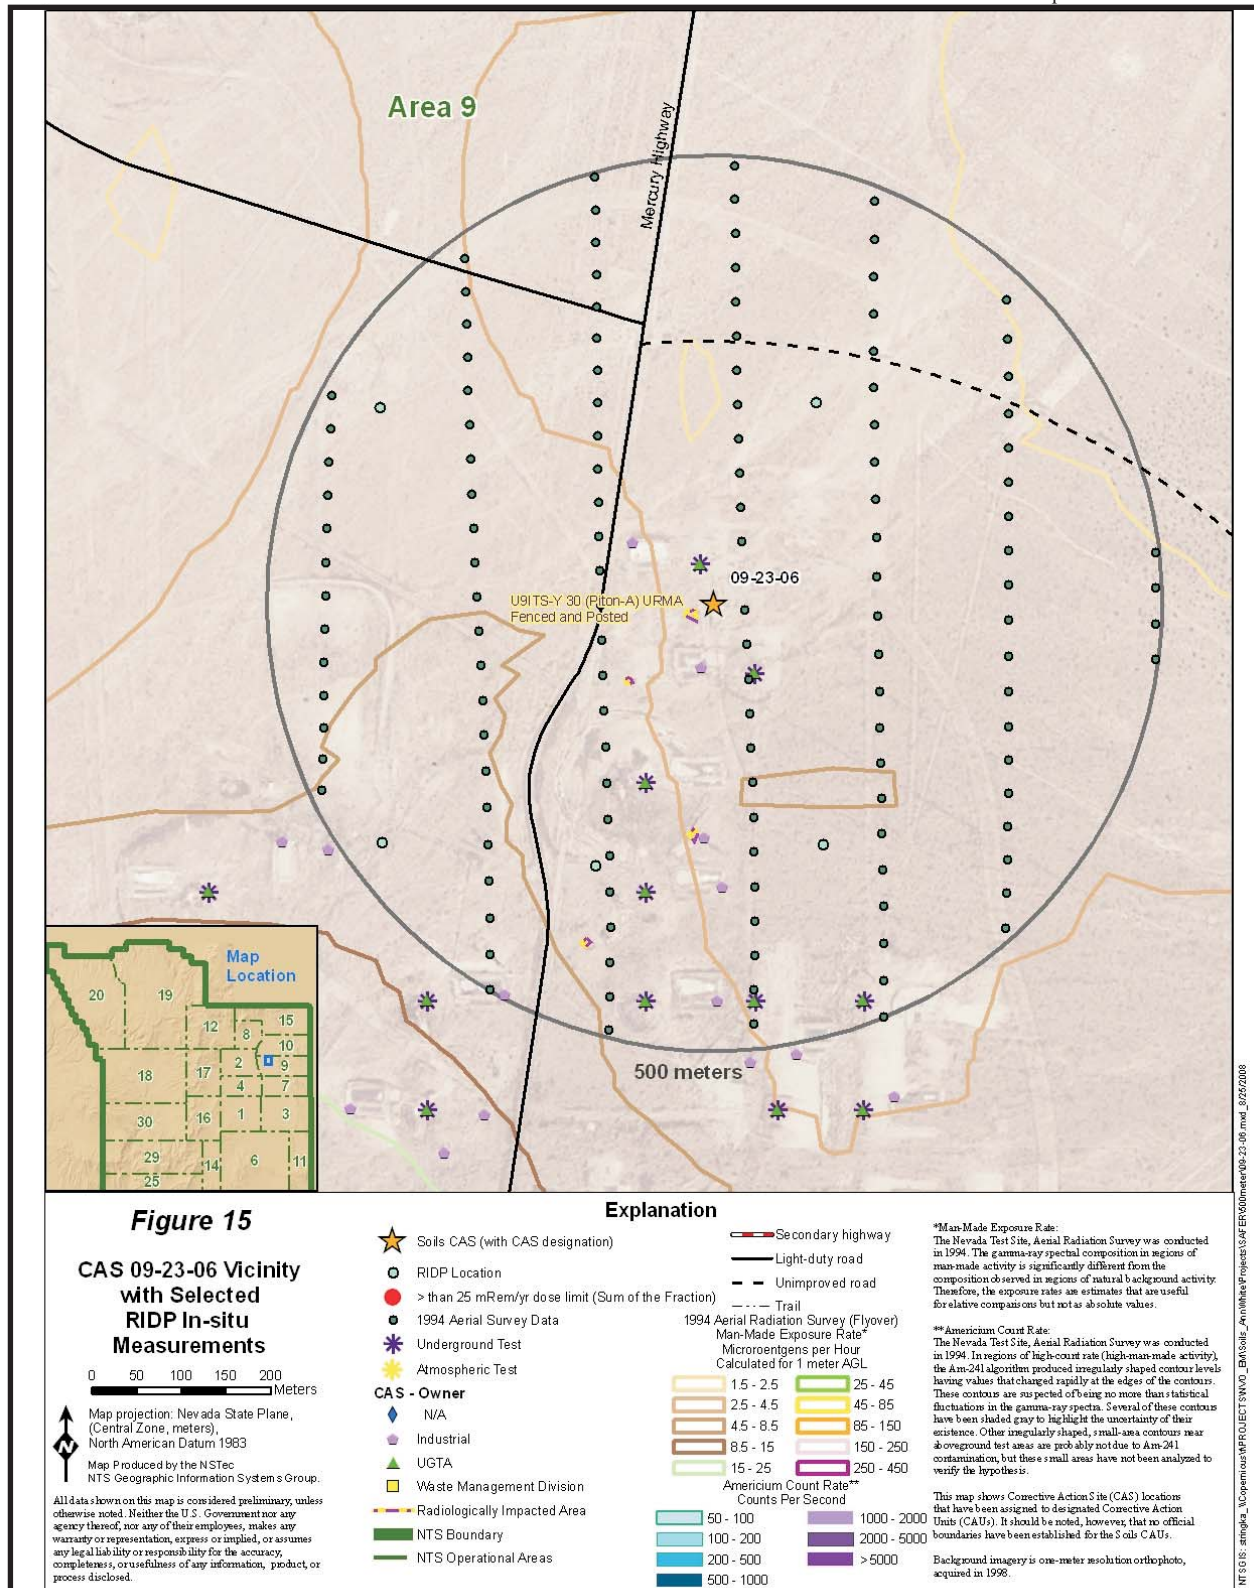 Area 9
Mercury Highway
09-23-06
U9ITS-Y 30 (Piton-A) URMA
Fenced and Posted
500 meters
Map
Location
20
19
12
15
8
10
2
9
18
17
4
7
30
16
1
3
29
14
6
11
25
Figure 15
CAS 09-23-06 Vicinity
with Selected
RIDP In-situ
Measurements
0 50 100 150 200
Meters
N
Map projection: Nevada State Plane,
(Central Zone, meters),
North American Datum 1983
Map Produced by the NSTec
NTS Geographic Information Systems Group.
All data shown on this map is considered preliminary, unless
otherwise noted. Neither the U.S. Government nor any
agency thereof, nor any of their employees, makes any
warranty or representation, express or implied, or assumes
any legal liability or responsibility for the accuracy,
completeness, or usefulness of any information, product, or
process disclosed.
Explanation
Soils CAS (with CAS designation)
RIDP Location
> than 25 mRem/yr dose limit (Sum of the Fraction)
1994 Aerial Survey Data
Underground Test
Atmospheric Test
CAS - Owner
N/A
Industrial
UGTA
Waste Management Division
Radiologically Impacted Area
NTS Boundary
NTS Operational Areas
Secondary highway
Light-duty road
Unimproved road
Trail
1994 Aerial Radiation Survey (Flyover)
Man-Made Exposure Rate*
Microroentgens per Hour
Calculated for 1 meter AGL
1.5 - 2.5
25 - 45
2.5 - 4.5
45 - 85
4.5 - 8.5
85 - 150
8.5 - 15
150 - 250
15 - 25
250 - 450
Americium Count Rate**
Counts Per Second
50 - 100
1000 - 2000
100 - 200
2000 - 5000
200 - 500
>5000
500 - 1000
*Man-Made Exposure Rate:
The Nevada Test Site, Aerial Radiation Survey was conducted
in 1994. The gamma-ray spectral composition in regions of
man-made activity is significantly different from the
composition observed in regions of natural background activity.
Therefore, the exposure rates are estimates that are useful
for elative comparisons but not as absolute values.
**Americium Count Rate:
The Nevada Test Site, Aerial Radiation Survey was conducted
in 1994. In regions of high-count rate (high-man-made activity),
the Am-241 algorithm produced irregularly shaped contour levels
having values that changed rapidly at the edges of the contours.
These contours are suspected of being no more than statistical
fluctuations in the gamma-ray spectra. Several of these contours
have been shaded gray to highlight the uncertainty of their
existence. Other irregularly shaped, small-area contours near
aboveground test areas are probably not due to Am-241
contamination, but these small areas have not been analyzed to
verify the hypothesis.
This map shows Corrective Action Site (CAS) locations
that have been assigned to designated Corrective Action
Units (CAUs). It should be noted, however, that no official
boundaries have been established for the Soils CAUs.
Background imagery is one-meter resolution orthophoto,
acquired in 1998.